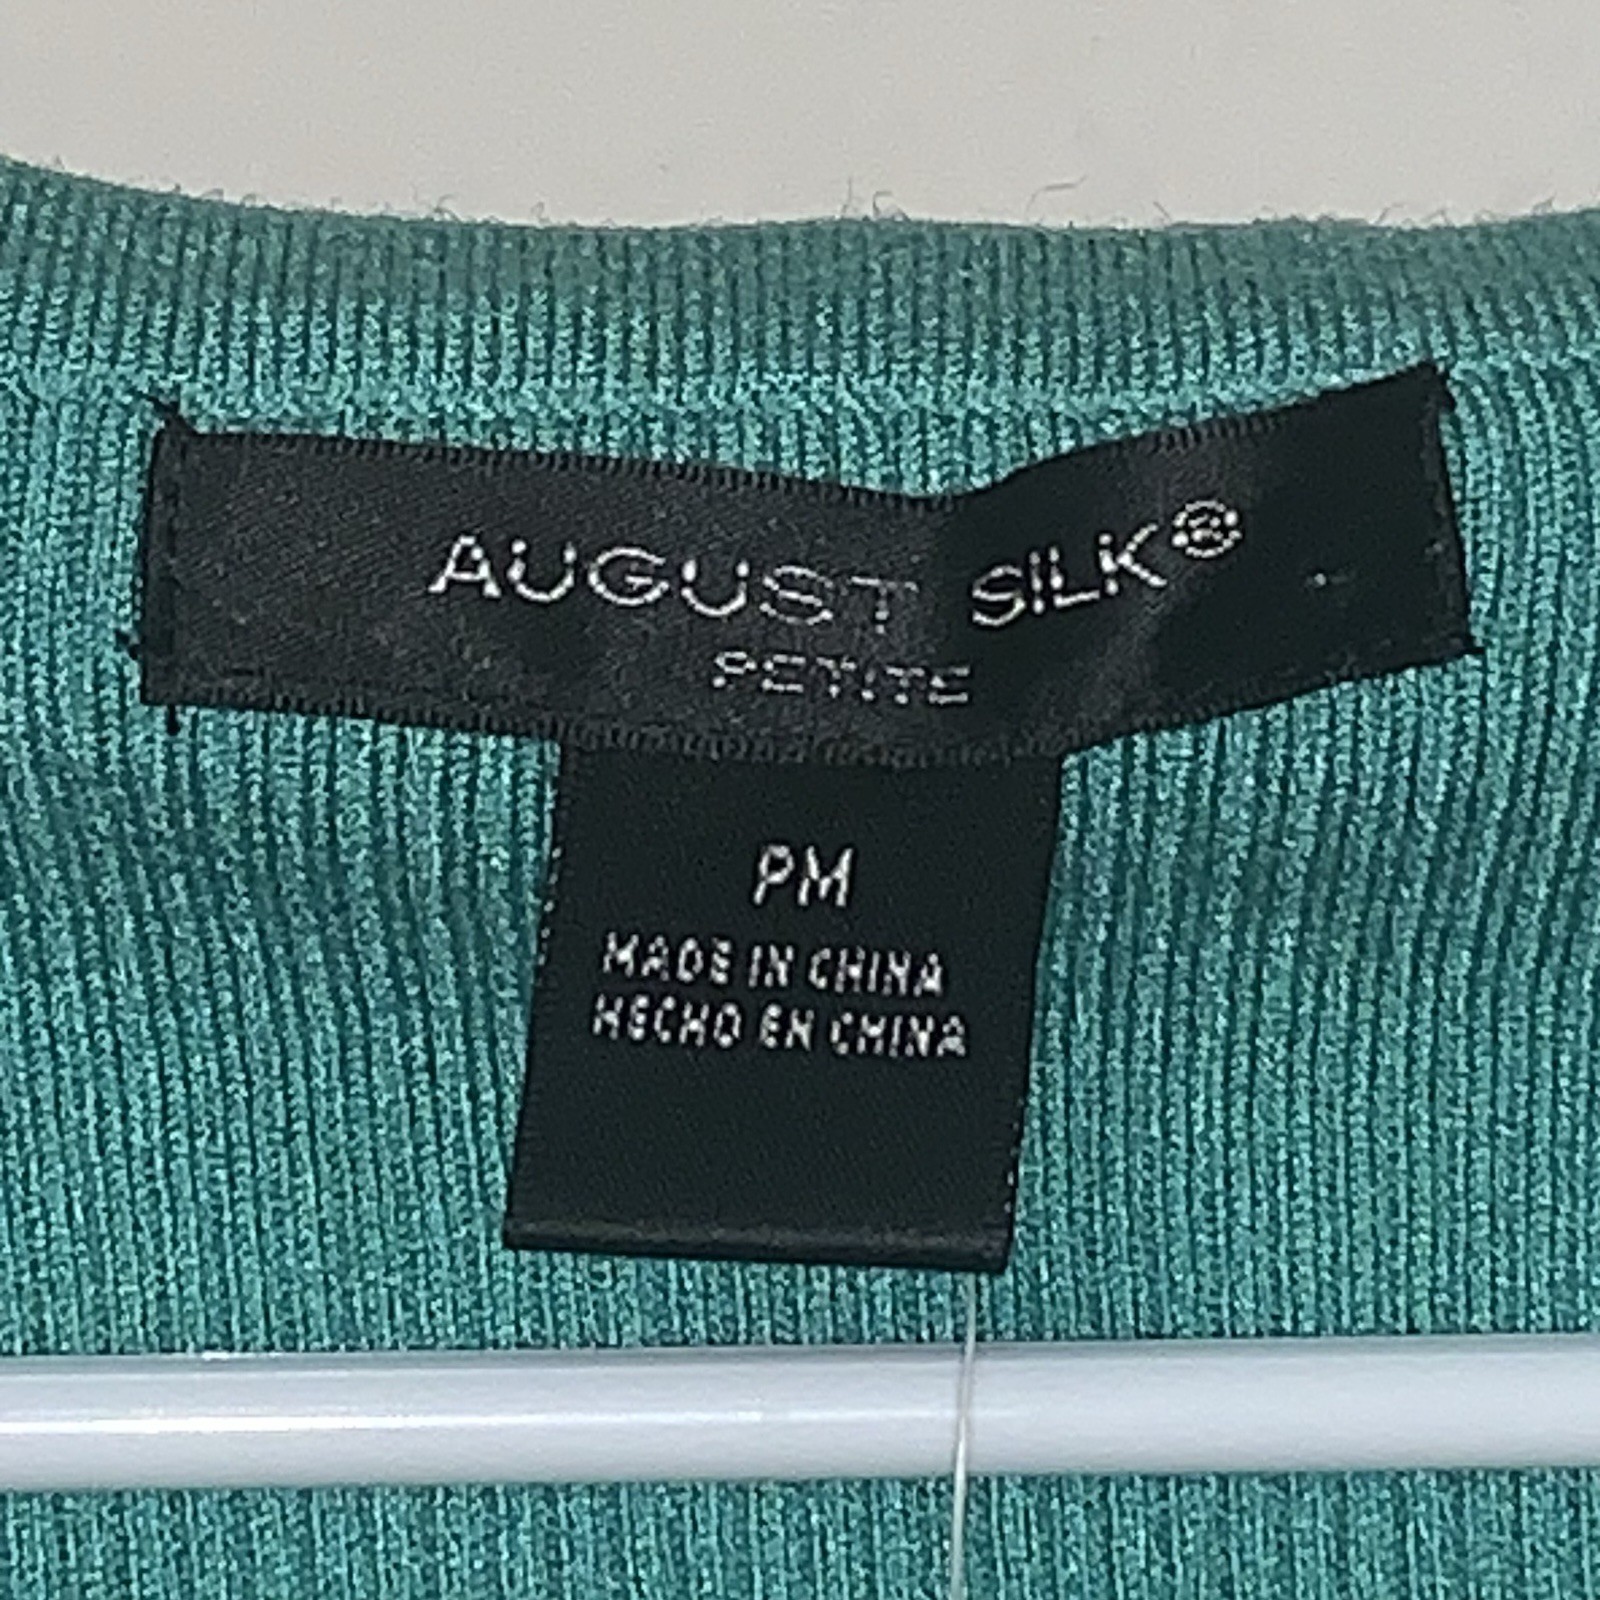 AUGUST SILK®
PETITE
PM
MADE IN CHINA
HECHO EN CHINA